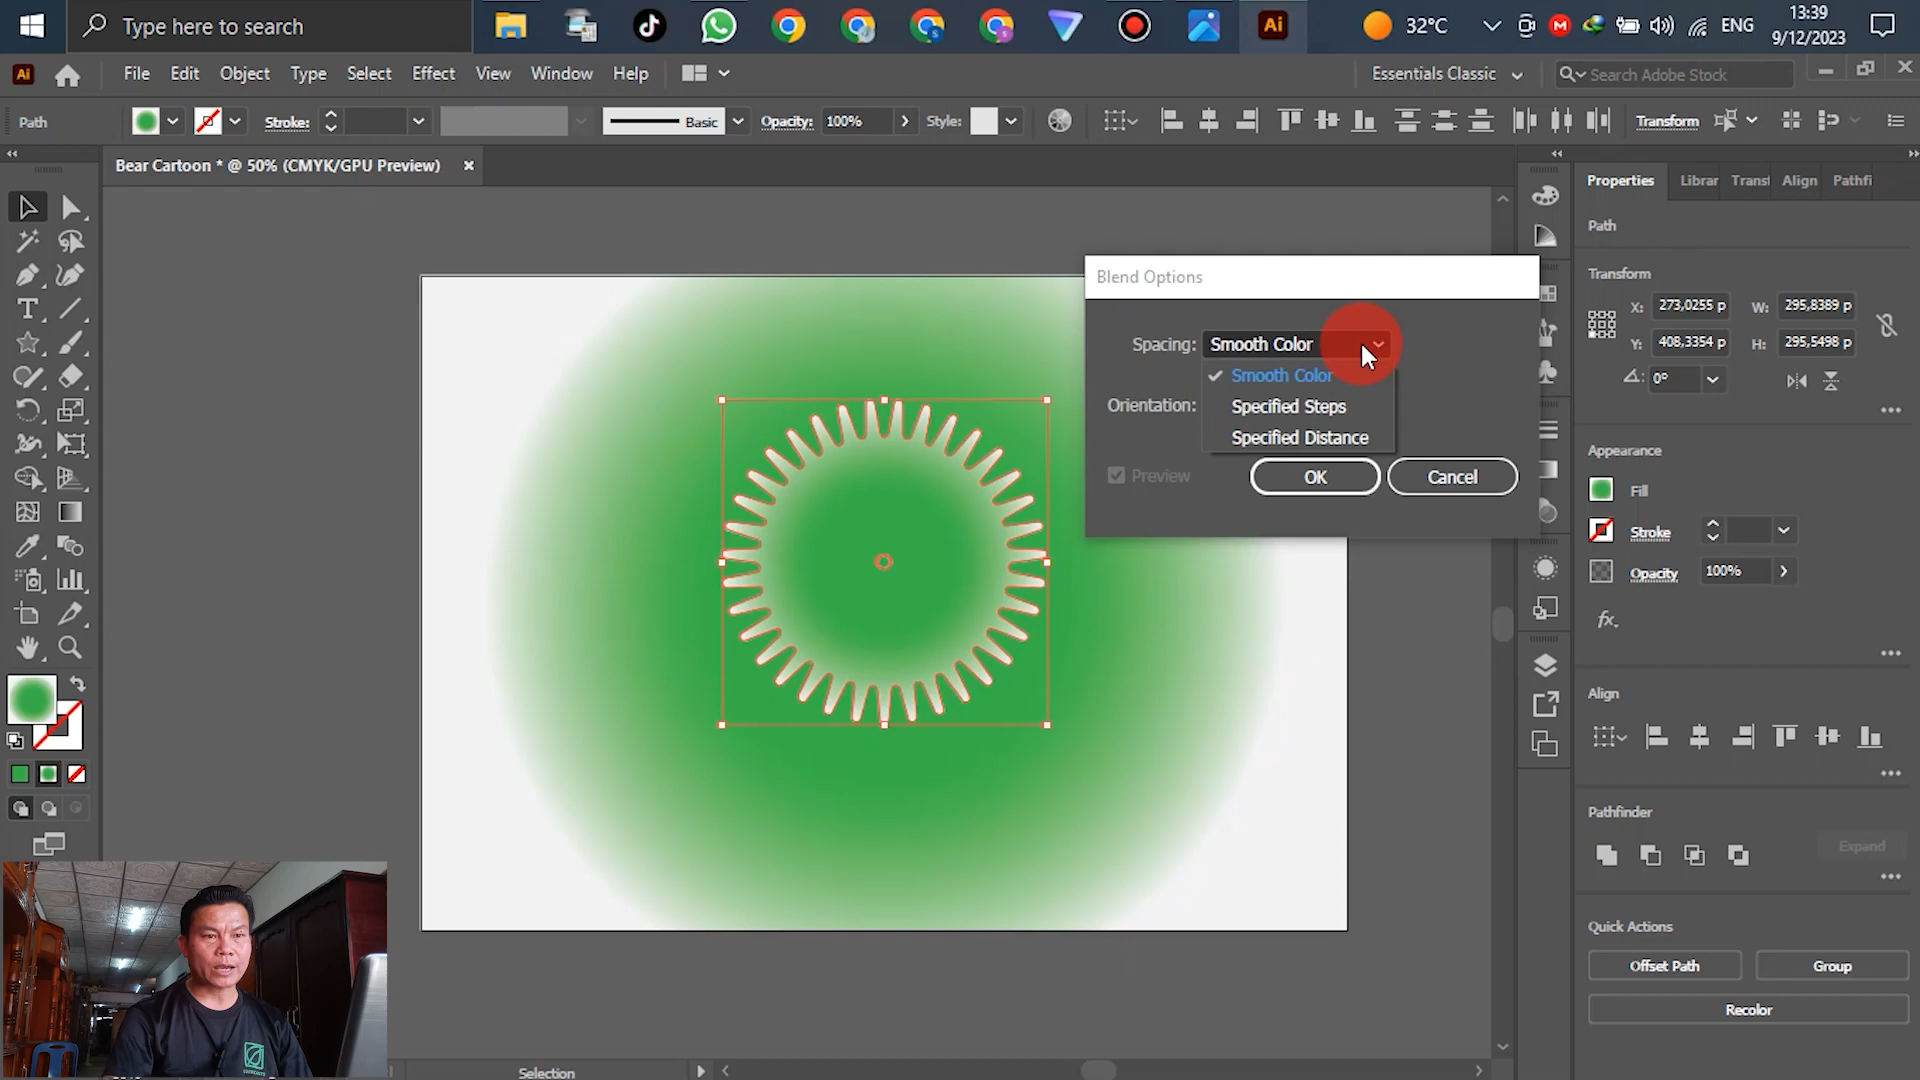 Type here to search
32°C
ENG
13:39
9/12/2023
Ai
File Edit Object Type Select Effect View Window Help
Essentials Classic
Search Adobe Stock
Path
Stroke:
Basic
Opacity: 100%
Style:
Transform
Bear Cartoon * @ 50% (CMYK/GPU Preview) ×
Properties Librar Transf Align Pathfi
Path
Transform
X: 273,0255 p W: 295,8389 p
Y: 408,3354 p H: 295,5498 p
0°
Blend Options
Spacing: Smooth Color
Smooth Color
Orientation: Specified Steps
Specified Distance
Preview OK Cancel
Appearance
Fill
Stroke
Opacity 100%
fx.
Align
Pathfinder
Expand
Quick Actions
Offset Path Group
Recolor
Selection